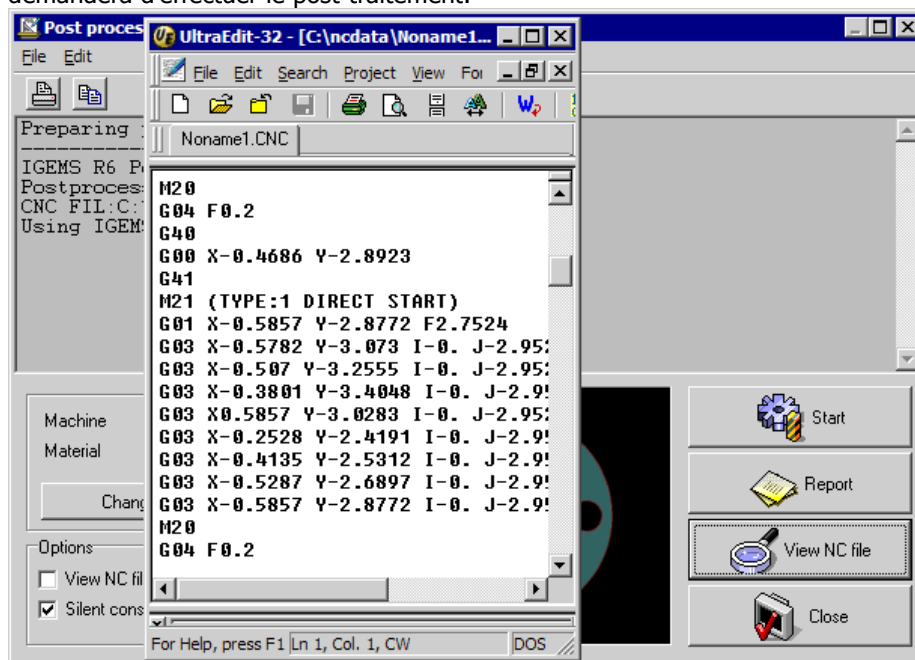 demandera d'effectuer le post traitement.
Post proces
File Edit
Preparing
IGEMS R6 P
Postproces
CNC FIL:C:
Using IGEM
UltraEdit-32 - [C:\ncdata\Noname1...
File Edit Search Project View For
Noname1.CNC
M20
G04 F0.2
G40
G00 X-0.4686 Y-2.8923
G41
M21 (TYPE:1 DIRECT START)
G01 X-0.5857 Y-2.8772 F2.7524
G03 X-0.5782 Y-3.073 I-0. J-2.952
G03 X-0.507 Y-3.2555 I-0. J-2.952
G03 X-0.3801 Y-3.4048 I-0. J-2.9
G03 X0.5857 Y-3.0283 I-0. J-2.952
G03 X-0.2528 Y-2.4191 I-0. J-2.9
G03 X-0.4135 Y-2.5312 I-0. J-2.9
G03 X-0.5287 Y-2.6897 I-0. J-2.9
G03 X-0.5857 Y-2.8772 I-0. J-2.9
M20
G04 F0.2
For Help, press F1 Ln 1, Col. 1, CW DOS
Machine
Material
Chang
Options
View NC fil
Silent cons
Start
Report
View NC file
Close